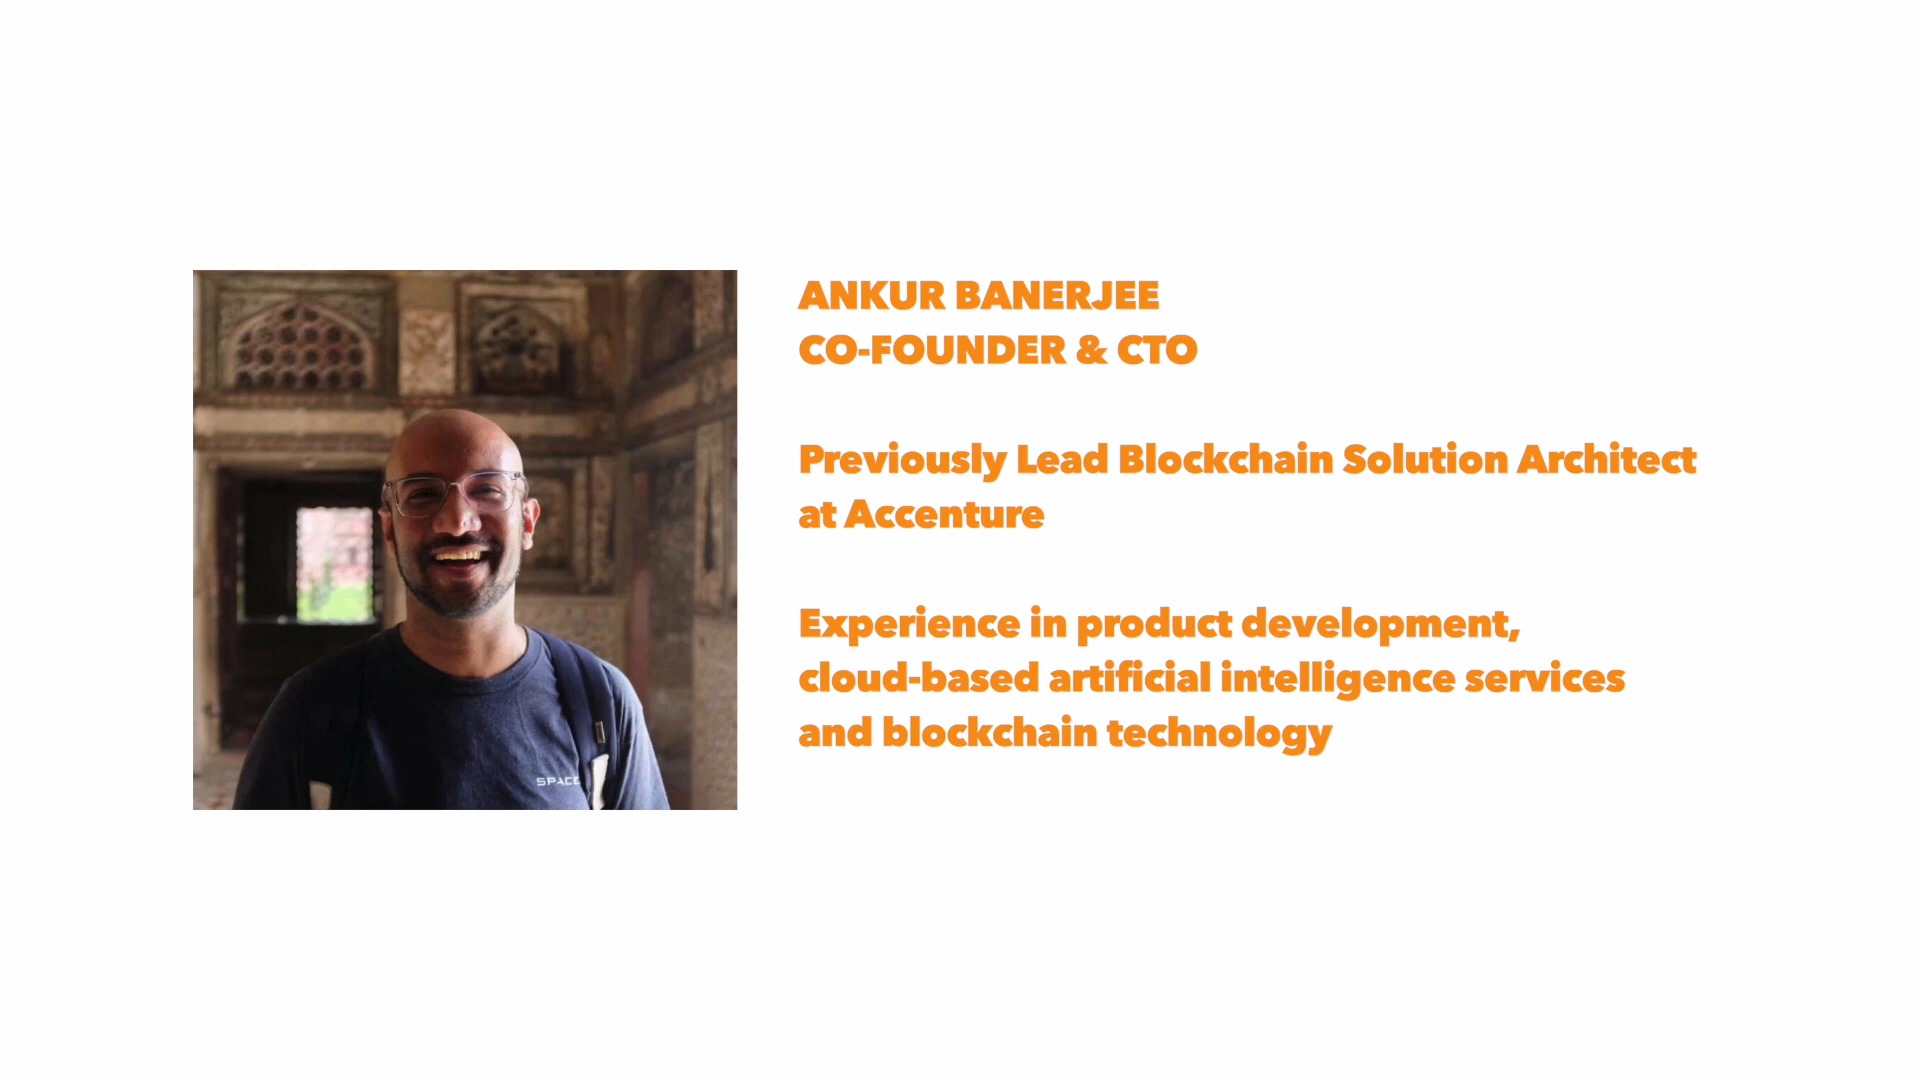 ANKUR BANERJEE
CO-FOUNDER & CTO
Previously Lead Blockchain Solution Architect
at Accenture
Experience in product development,
cloud-based artificial intelligence services
and blockchain technology
SPACE